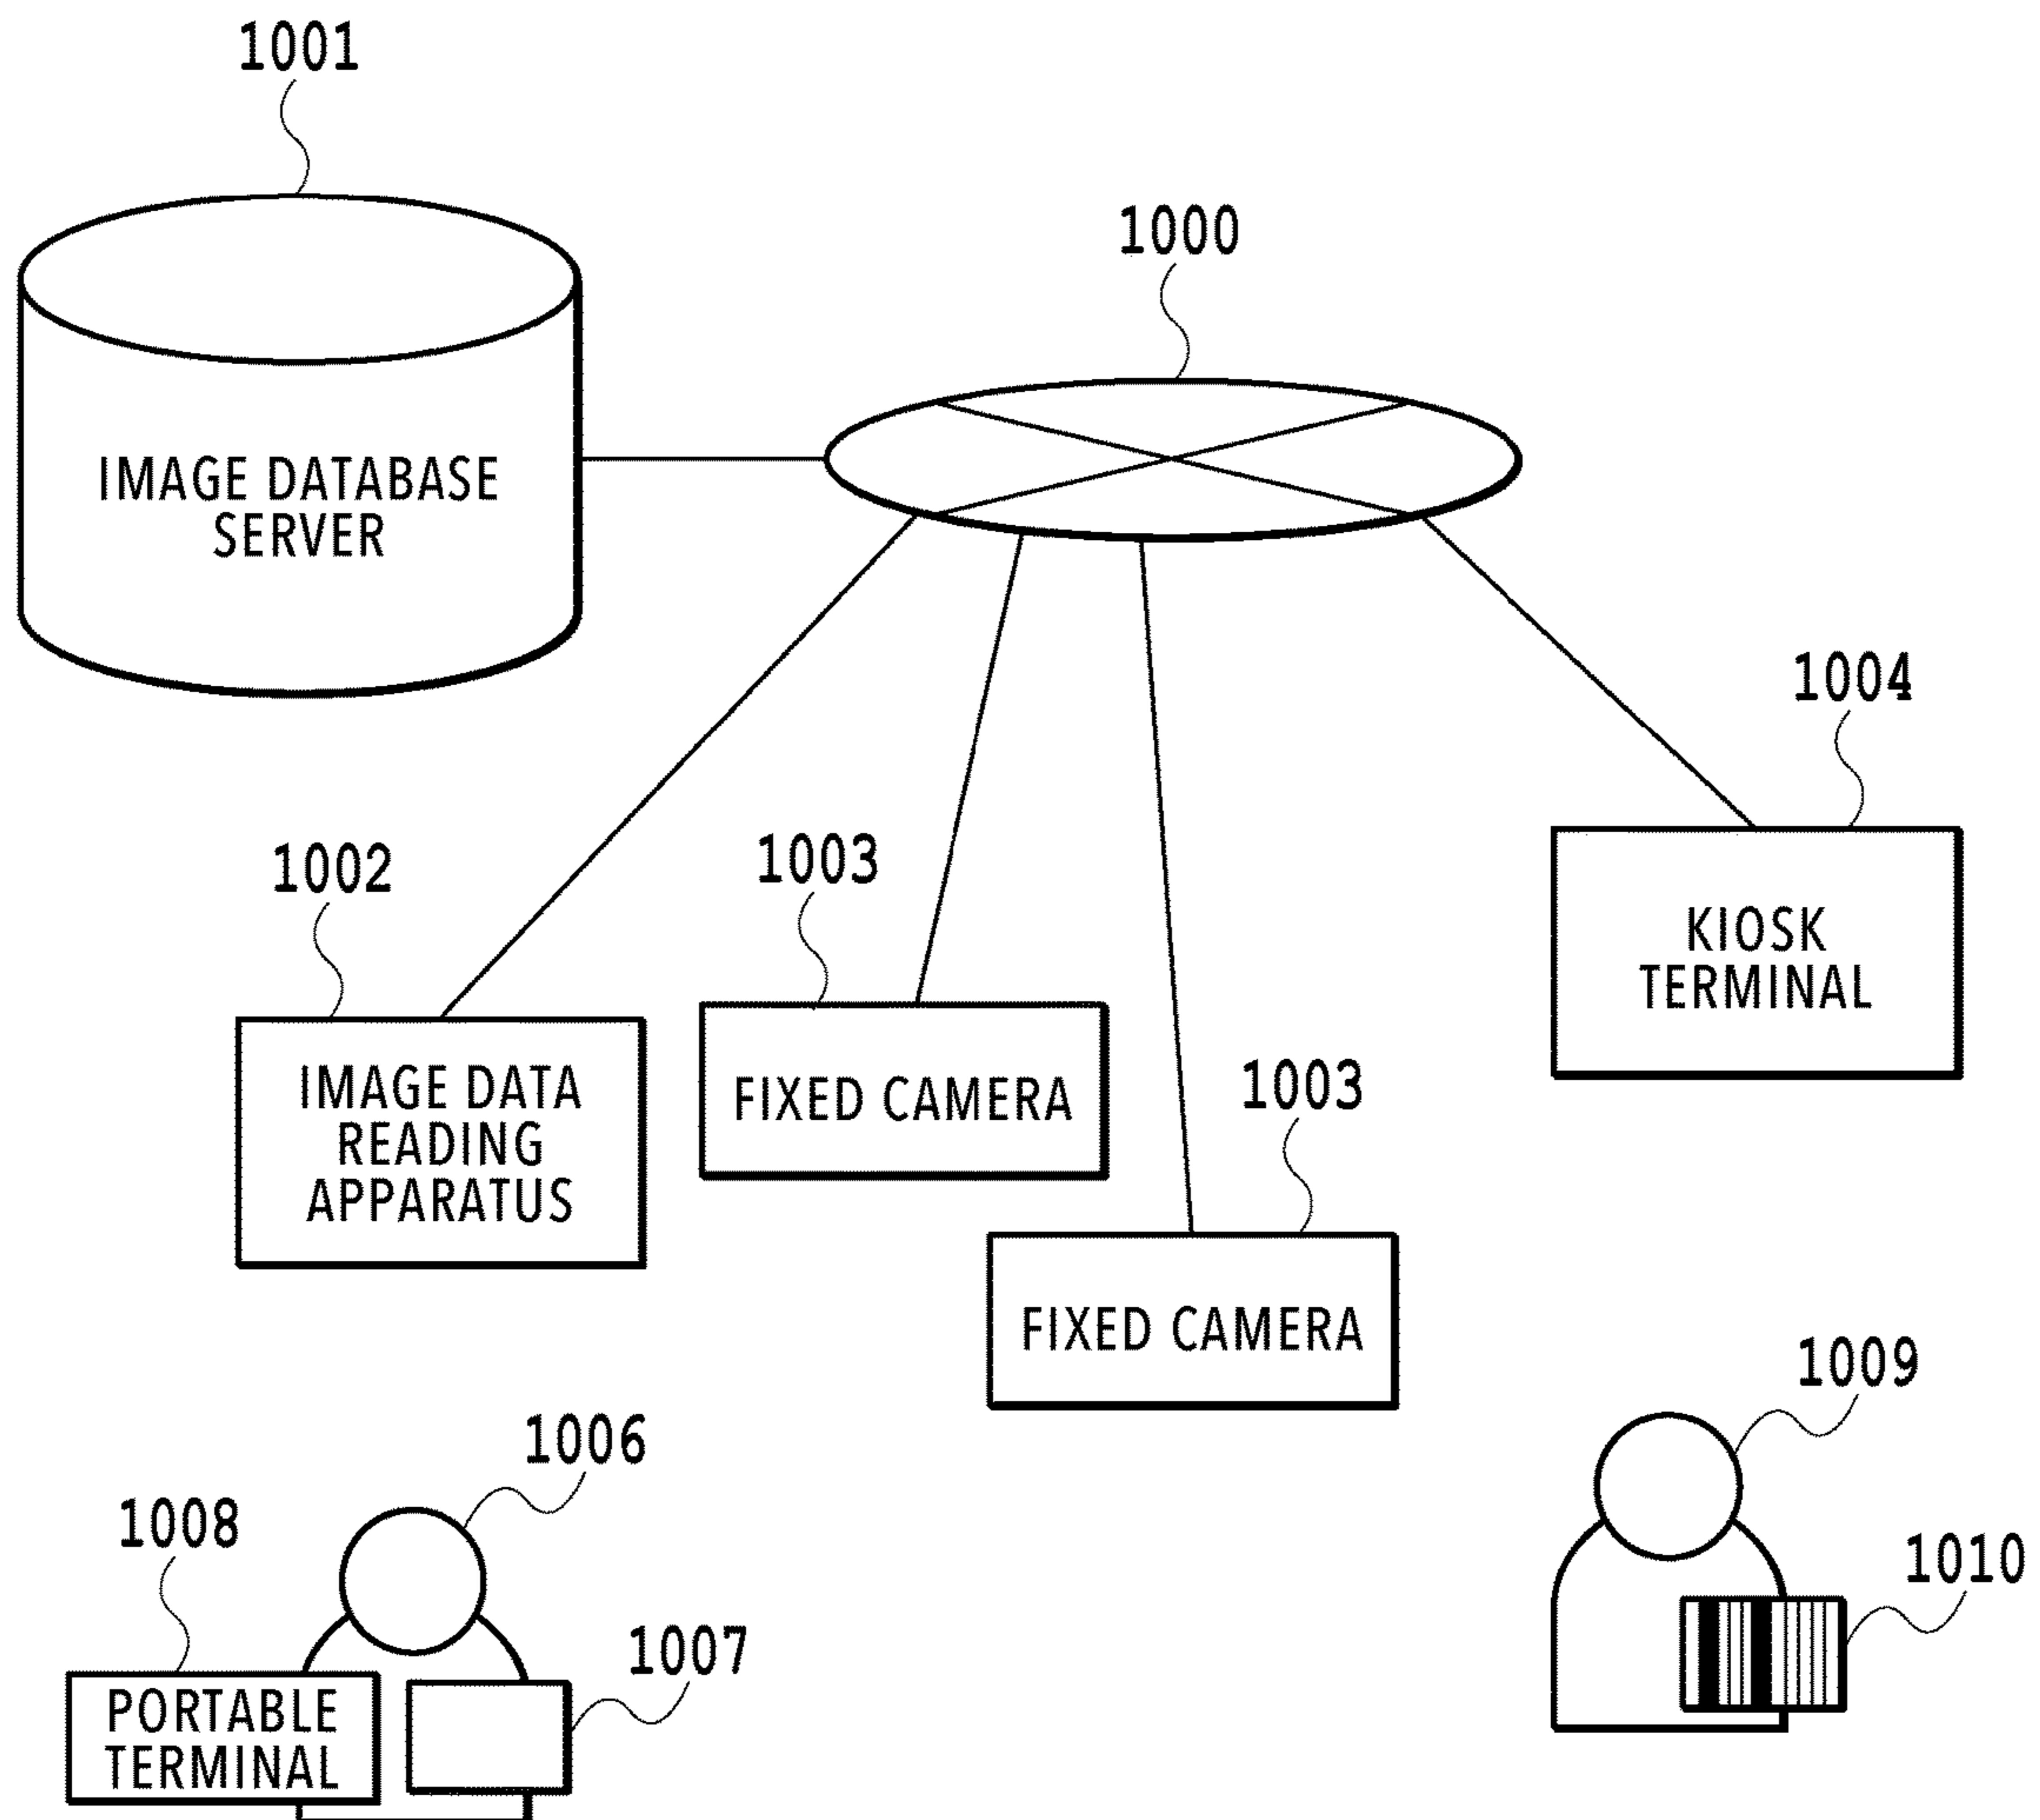 1001
1000
IMAGE DATABASE
SERVER
1004
1002
1003
KIOSK
TERMINAL
IMAGE DATA
READING
APPARATUS
FIXED CAMERA
1003
FIXED CAMERA
1009
1006
1008
1010
1007
PORTABLE
TERMINAL